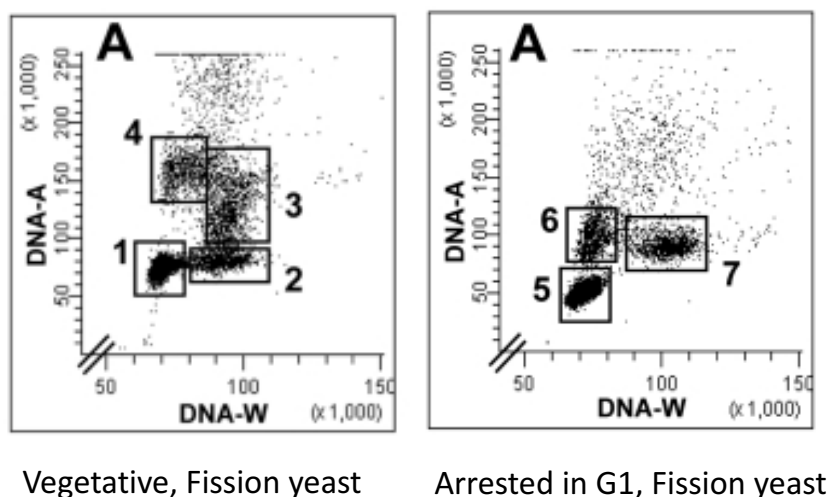 A
(x 1,000)
DNA-A
250
200
150
100
50
4
3
1
2
50
100
150
DNA-W
(x 1,000)
Vegetative, Fission yeast
A
(x 1,000)
DNA-A
250
200
150
100
50
6
5
7
50
100
150
DNA-W
(x 1,000)
Arrested in G1, Fission yeast